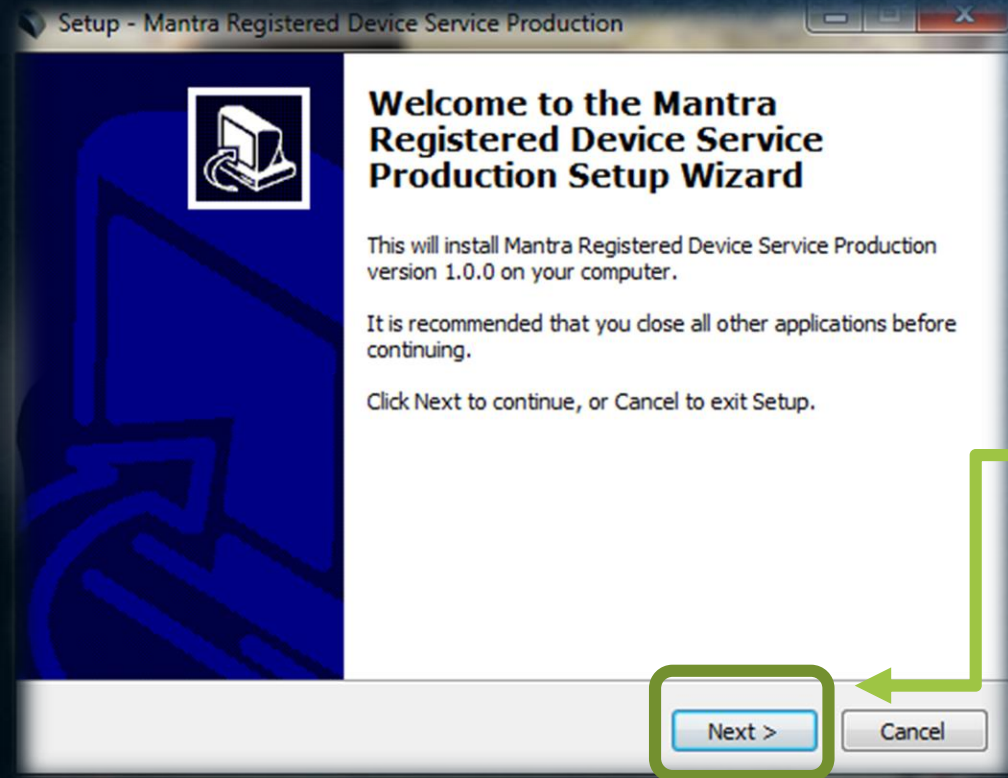 Setup - Mantra Registered Device Service Production
Welcome to the Mantra
Registered Device Service
Production Setup Wizard
This will install Mantra Registered Device Service Production
version 1.0.0 on your computer.
It is recommended that you close all other applications before
continuing.
Click Next to continue, or Cancel to exit Setup.
Next >
Cancel